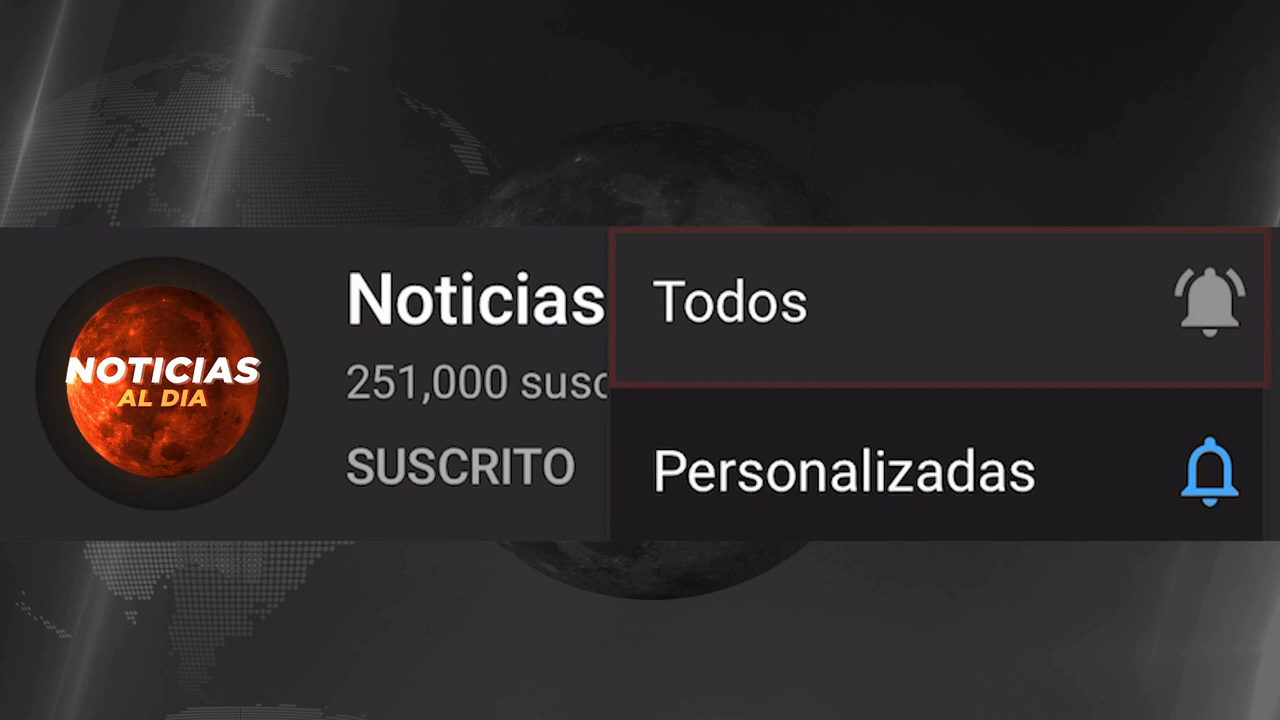 NOTICIAS
AL DIA
Noticias
251,000 susc
SUSCRITO
Todos
Personalizadas